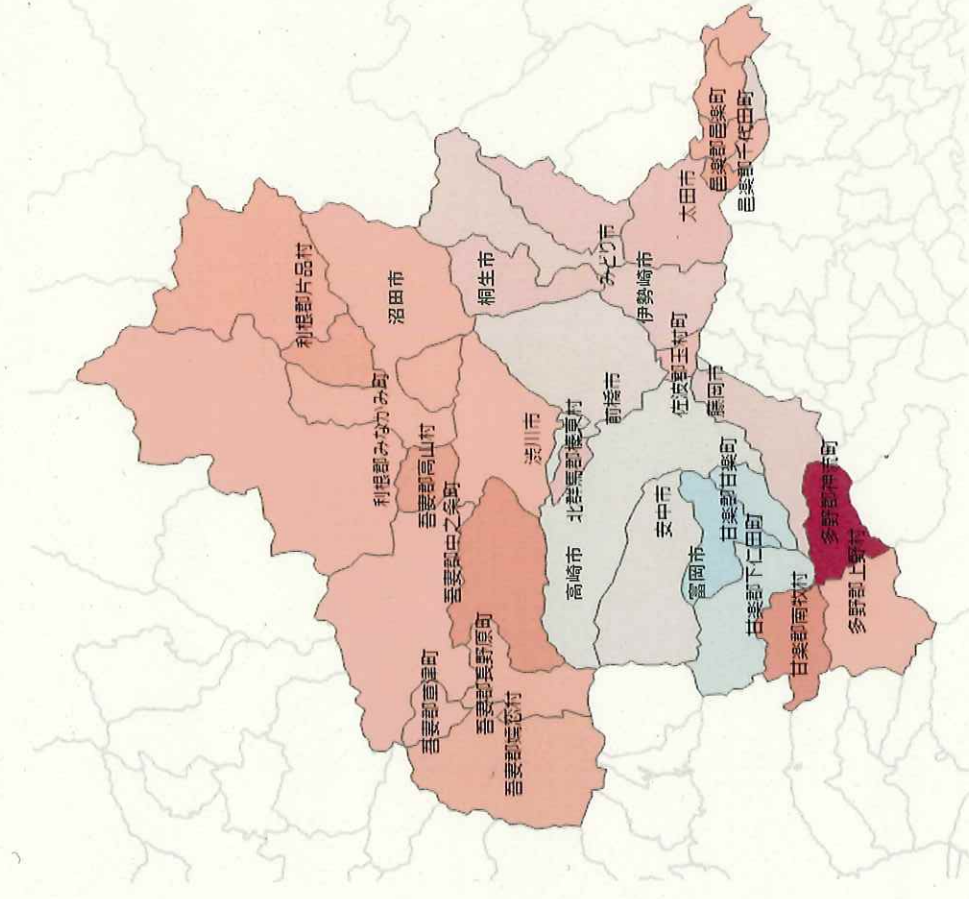 利根郡片品村
沼田市
桐生市
みどり市
太田市
邑楽郡邑楽町
邑楽郡千代田町
伊勢崎市
利根郡みなかみ町
吾妻郡高山村
渋川市
前橋市
佐波郡玉村町
藤岡市
北群馬郡榛東村
吾妻郡中之条町
高崎市
安中市
甘楽郡甘楽町
富岡市
甘楽郡下仁田町
多野郡神流町
多野郡上野村
甘楽郡南牧村
吾妻郡草津町
吾妻郡長野原町
吾妻郡嬬恋村